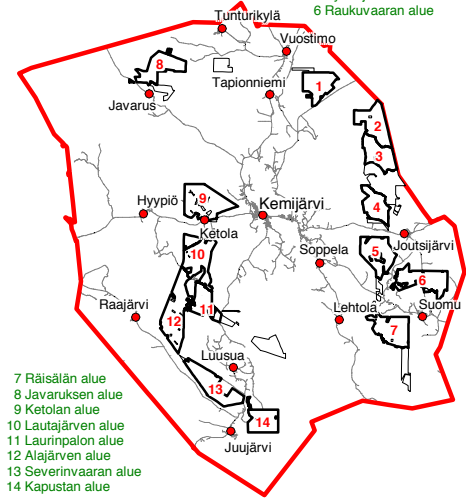 6 Raukuvaaran alue
Tunturikylä
Vuostimo
8
Tapionniemi
1
Javarus
2
3
9
4
Hyypiö
Kemijärvi
Ketola
Joutsijärvi
10
Soppela
5
6
Raajärvi
11
Lehtola
Suomu
12
7
Luusua
7 Räisälän alue
13
8 Javaruksen alue
9 Ketolan alue
10 Lautajärven alue
14
11 Laurinpalon alue
Juujärvi
12 Alajärven alue
13 Severinvaaran alue
14 Kapustan alue